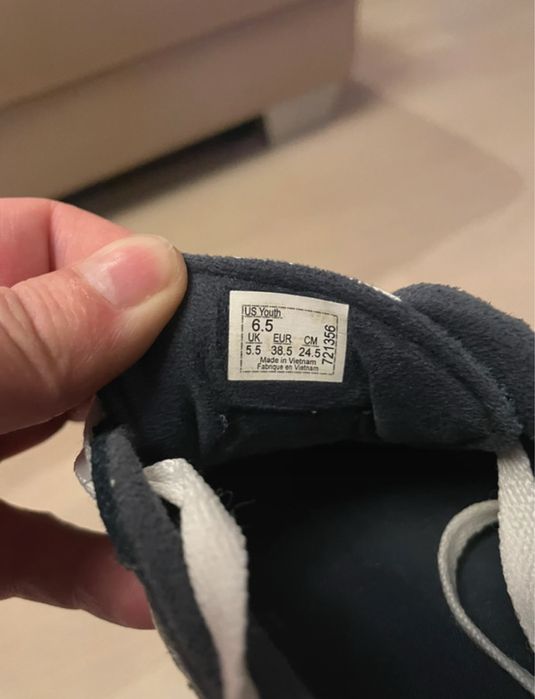 US Youth
6.5
UK EUR CM
5.5 38.5 24.5
Made in Vietnam
Fabriqué en Vietnam
721356